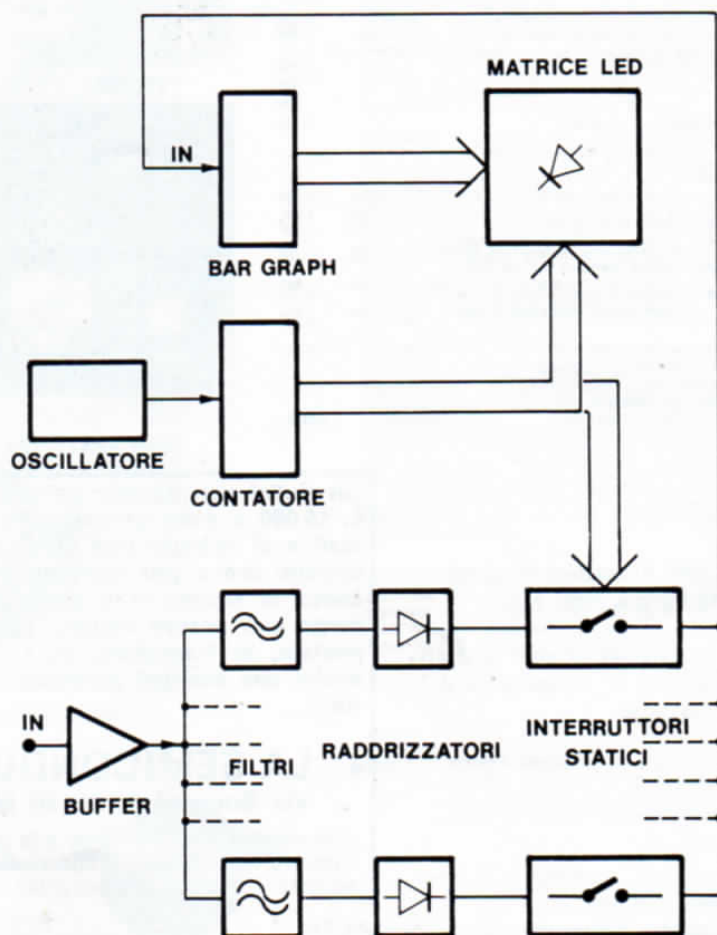 MATRICE LED
IN
BAR GRAPH
OSCILLATORE
CONTATORE
IN
BUFFER
FILTRI
RADDRIZZATORI
INTERRUTTORI
STATICI